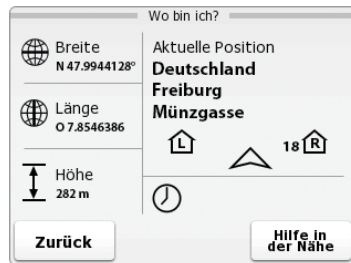 Wo bin ich?
Breite
N 47.9944128°
Länge
O 7.8546386
Höhe
282 m
Aktuelle Position
Deutschland
Freiburg
Münzgasse
L
18 R
Zurück
Hilfe in
der Nähe